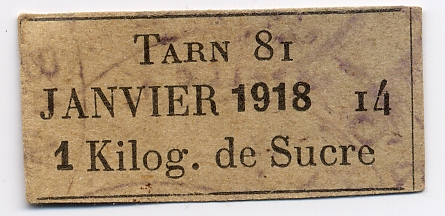 TARN 81
JANVIER 1918 14
1 Kilog. de Sucre